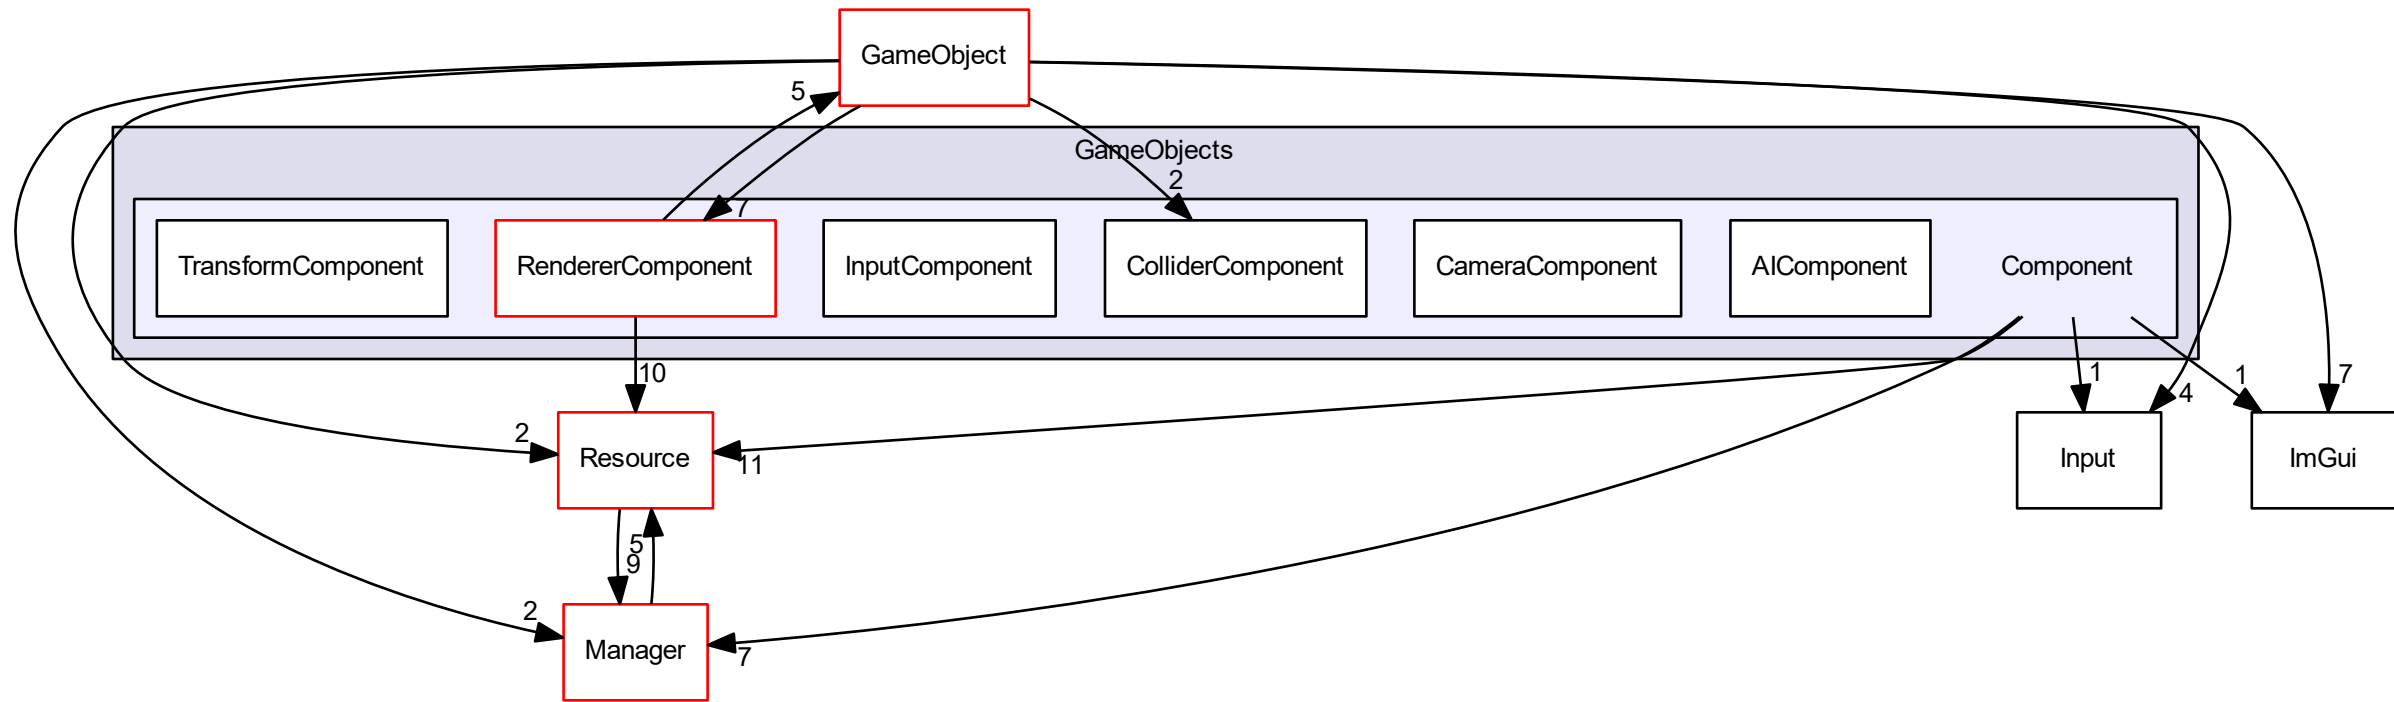 GameObject
5
GameObjects
2
7
TransformComponent
RendererComponent
InputComponent
ColliderComponent
CameraComponent
AIComponent
Component
10
1
1
7
4
2
11
Resource
Input
ImGui
5
9
2
Manager
7